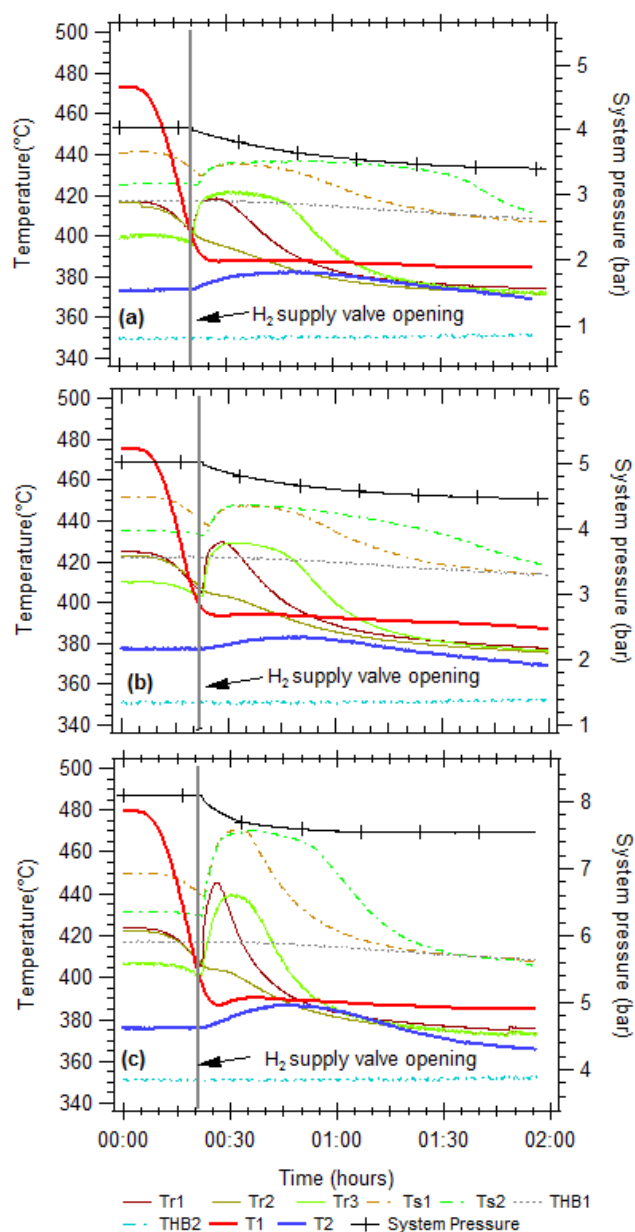 500
480
460
440
420
400
380
360
340
Temperature(°C)
5
4
3
2
1
System pressure (bar)
(a)
H2 supply valve opening
500
480
460
440
420
400
380
360
340
Temperature(°C)
6
5
4
3
2
1
System pressure (bar)
(b)
H2 supply valve opening
500
480
460
440
420
400
380
360
340
Temperature(°C)
8
7
6
5
4
System pressure (bar)
(c)
H2 supply valve opening
00:00 00:30 01:00 01:30 02:00
Time (hours)
Tr1 Tr2 Tr3 Ts1 Ts2 THB1
THB2 T1 T2 System Pressure